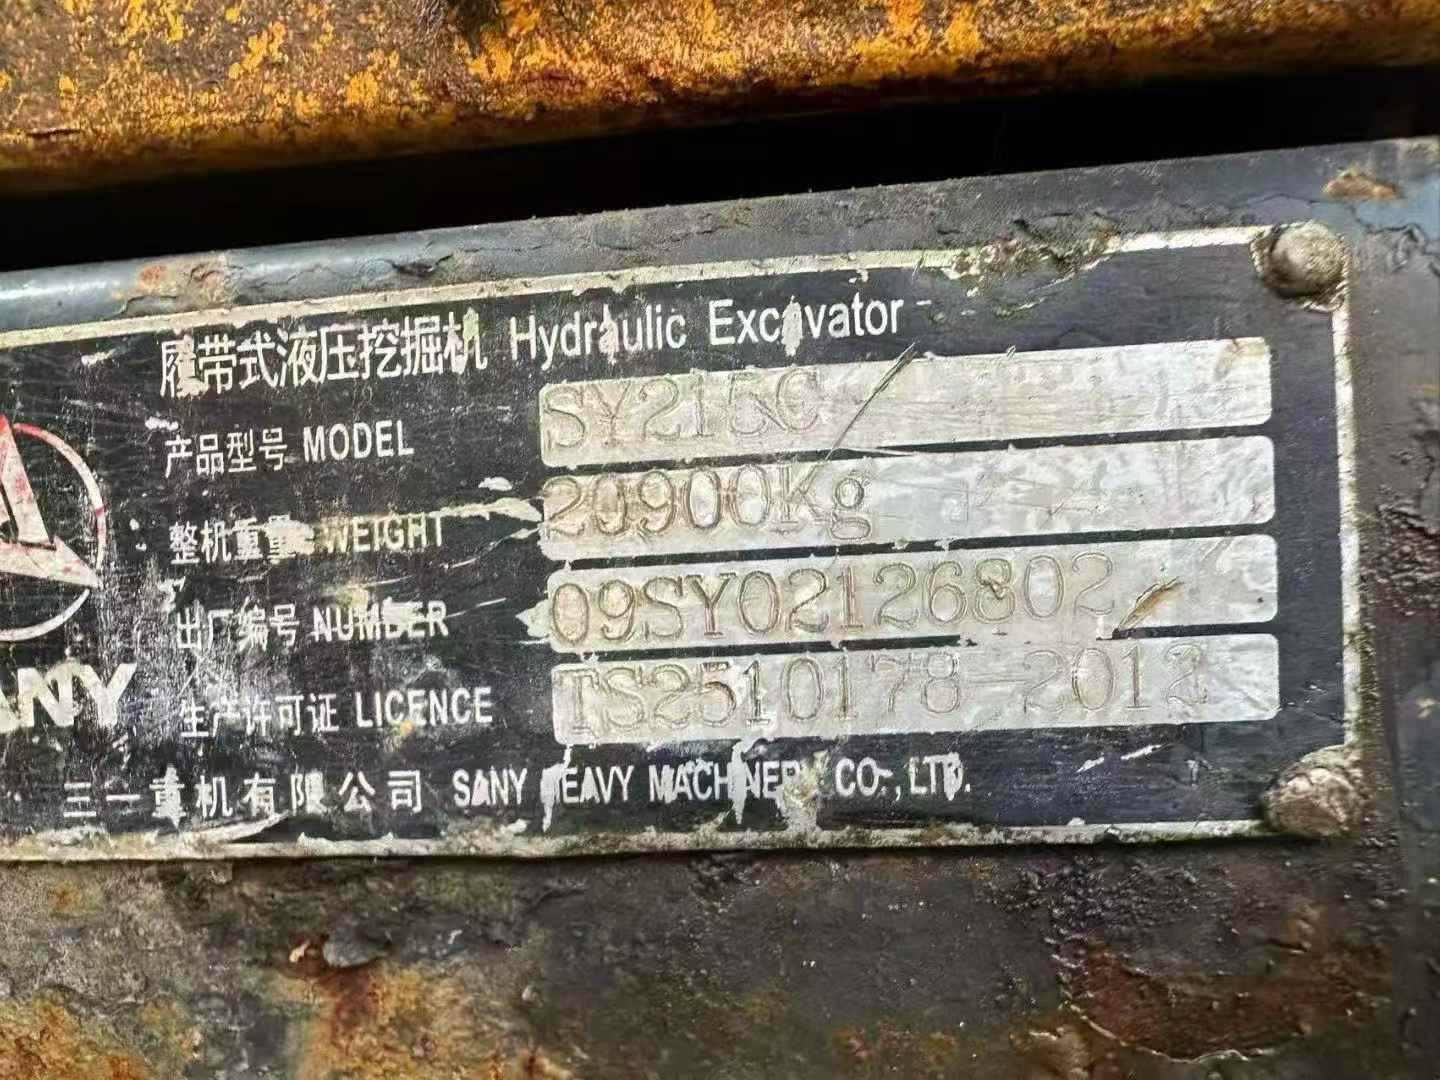 履带式液压挖掘机 Hydraulic Excavator
产品型号 MODEL SY215C
整机重量 WEIGHT 20900Kg
出厂编号 NUMBER 09SY02126802
生产许可证 LICENCE TS2510178-2012
SANY
三一重机有限公司 SANY HEAVY MACHINERY CO.,LTD.